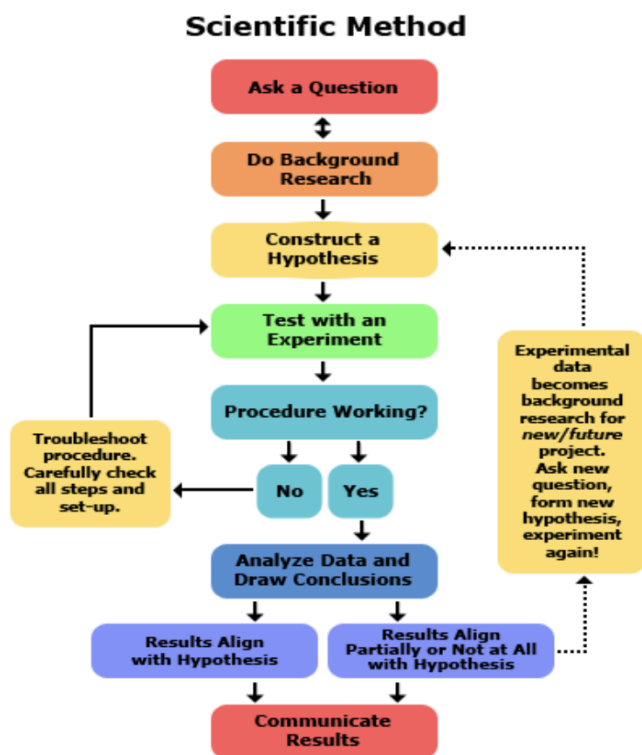 Scientific Method
Ask a Question
Do Background
Research
Construct a
Hypothesis
Test with an
Experiment
Procedure Working?
No
Yes
Troubleshoot
procedure.
Carefully check
all steps and
set-up.
Analyze Data and
Draw Conclusions
Results Align
with Hypothesis
Results Align
Partially or Not at All
with Hypothesis
Experimental
data
becomes
background
research for
new/future
project.
Ask new
question,
form new
hypothesis,
experiment
again!
Communicate
Results